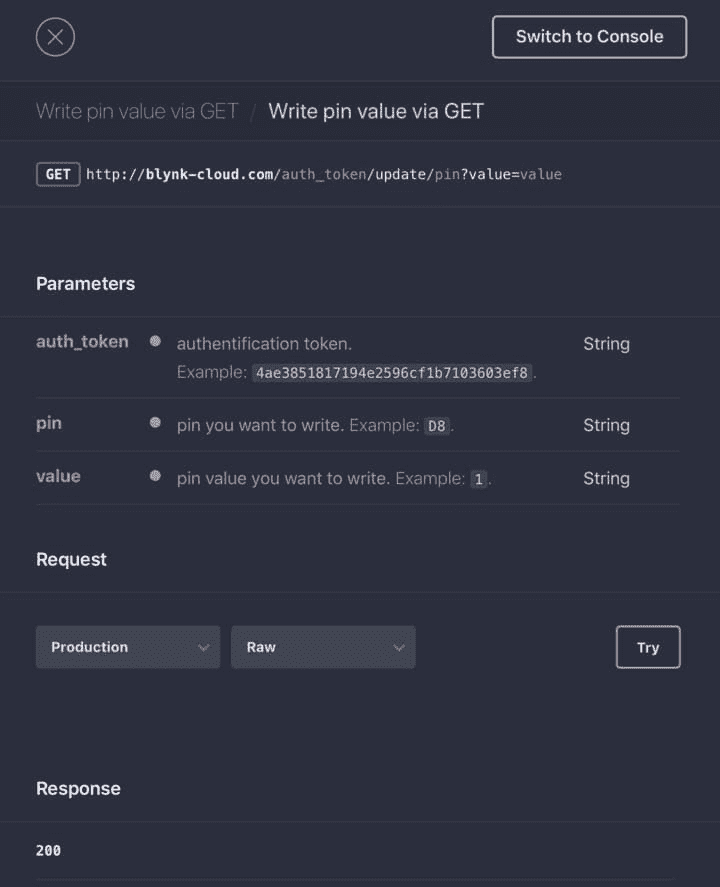 Switch to Console
Write pin value via GET / Write pin value via GET
GET http://blynk-cloud.com/auth_token/update/pin?value=value
Parameters
auth_token authentification token. String
Example: 4ae3851817194e2596cf1b7103603ef8.
pin pin you want to write. Example: D8. String
value pin value you want to write. Example: 1. String
Request
Production Raw Try
Response
200